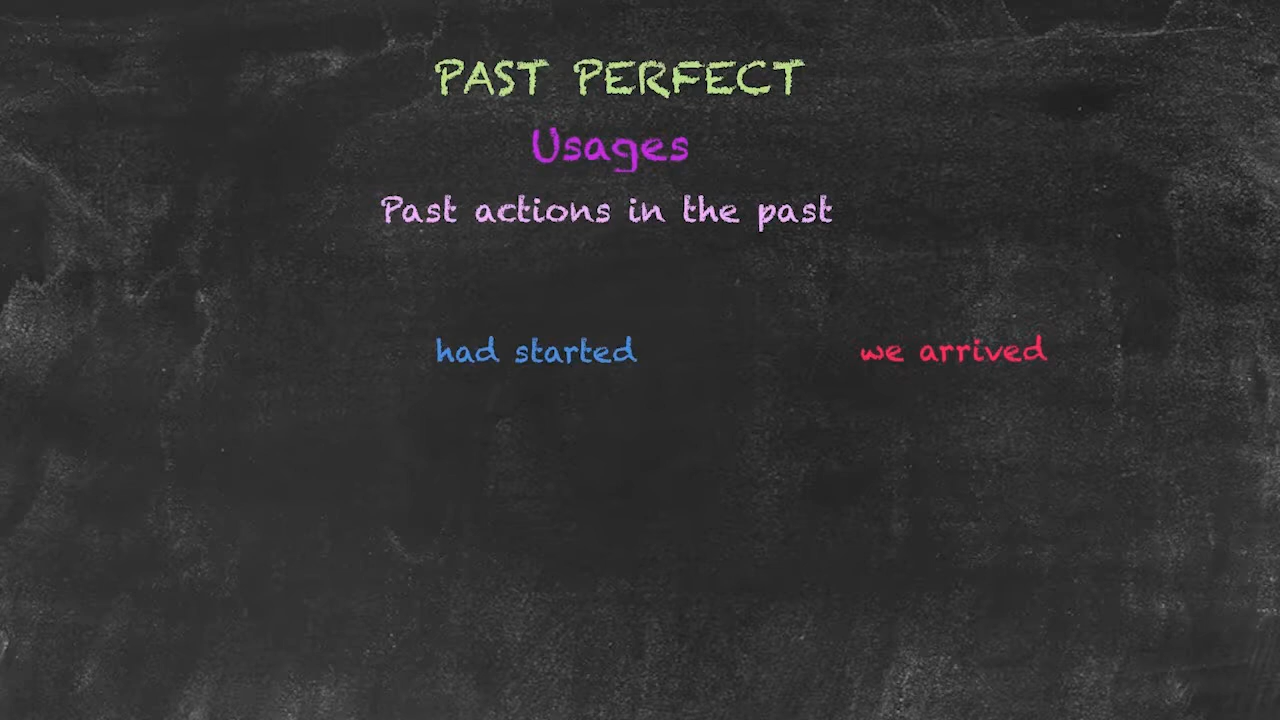 PAST PERFECT
Usages
Past actions in the past
had started we arrived